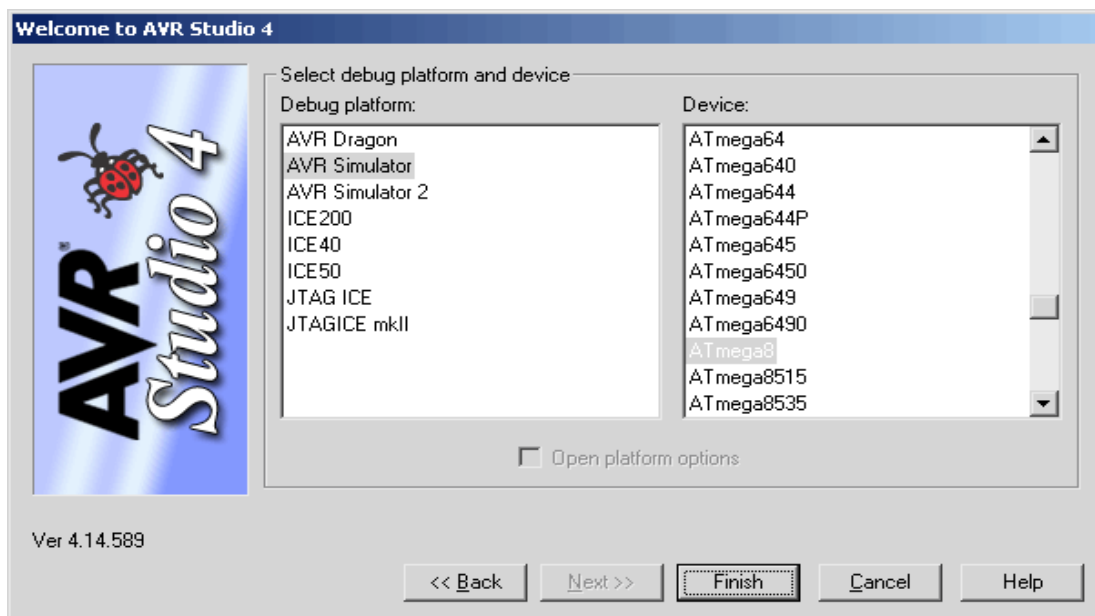 Welcome to AVR Studio 4
Select debug platform and device
Debug platform:
AVR Dragon
AVR Simulator
AVR Simulator 2
ICE200
ICE40
ICE50
JTAG ICE
JTAGICE mkII
Device:
ATmega64
ATmega640
ATmega644
ATmega644P
ATmega645
ATmega6450
ATmega649
ATmega6490
ATmega8
ATmega8515
ATmega8535
Open platform options
AVR®
Studio 4
Ver 4.14.589
<< Back
Next >>
Finish
Cancel
Help